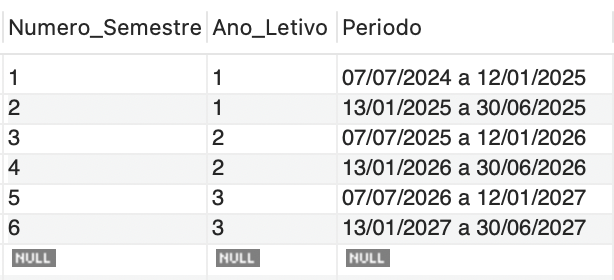 Numero_Semestre Ano_Letivo Periodo
1 1 07/07/2024 a 12/01/2025
2 1 13/01/2025 a 30/06/2025
3 2 07/07/2025 a 12/01/2026
4 2 13/01/2026 a 30/06/2026
5 3 07/07/2026 a 12/01/2027
6 3 13/01/2027 a 30/06/2027
NULL NULL NULL